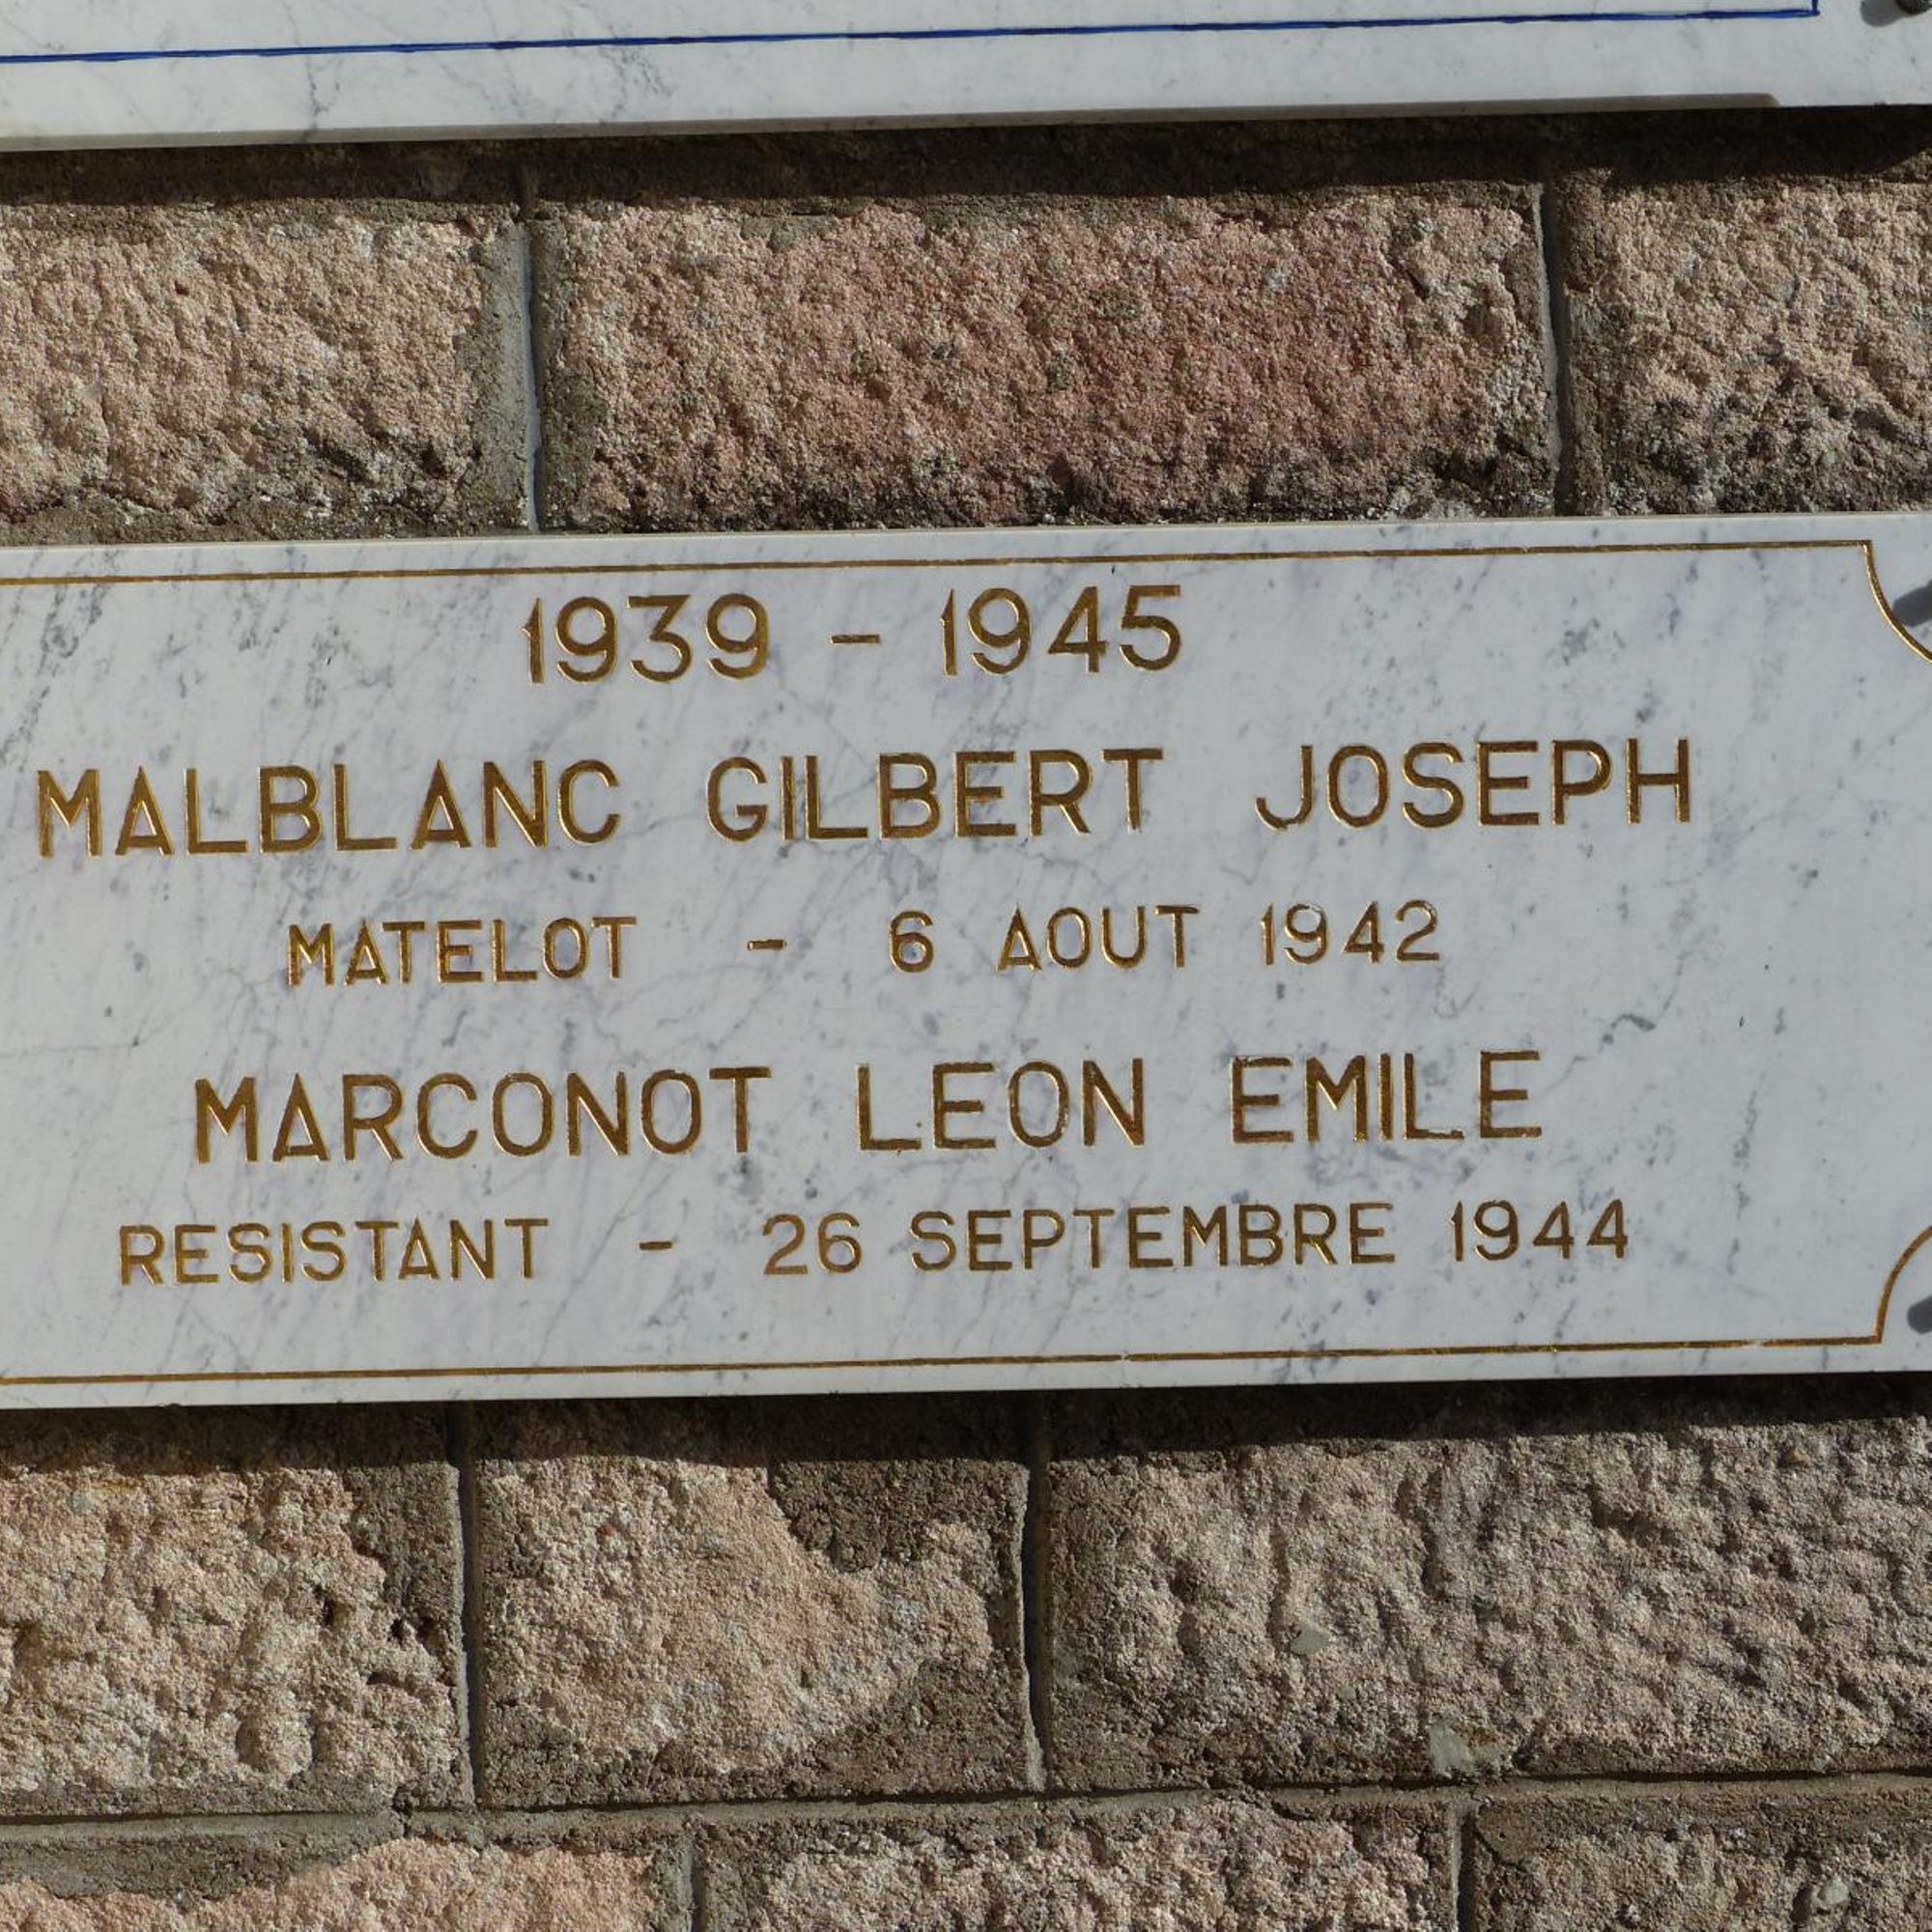 1939 - 1945
MALBLANC GILBERT JOSEPH
MATELOT - 6 AOUT 1942
MARCONOT LEON EMILE
RESISTANT - 26 SEPTEMBRE 1944